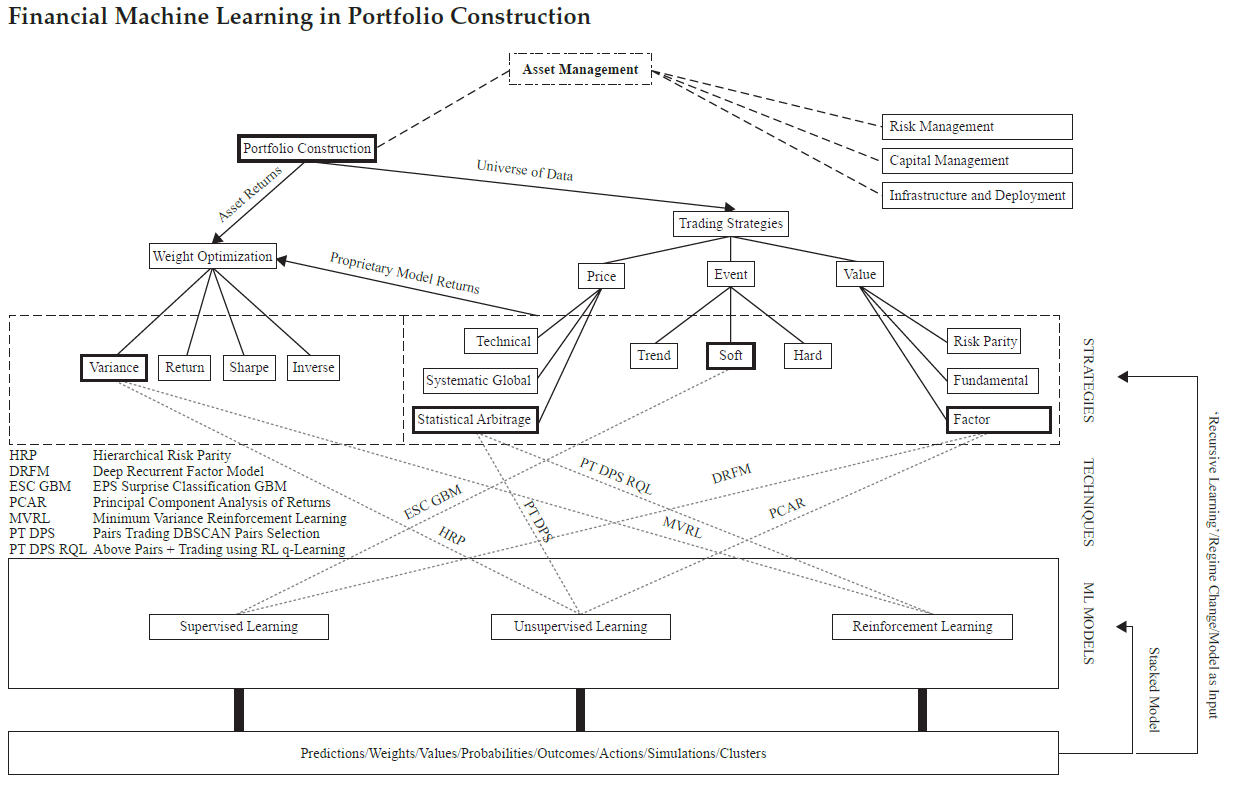 Financial Machine Learning in Portfolio Construction
Asset Management
Risk Management
Portfolio Construction
Capital Management
Universe of Data
Asset Returns
Infrastructure and Deployment
Trading Strategies
Weight Optimization
Proprietary Model Returns
Price
Event
Value
Technical
Trend
Soft
Hard
Risk Parity
Variance
Return
Sharpe
Inverse
Systematic Global
Fundamental
Statistical Arbitrage
Factor
STRATEGIES
HRP Hierarchical Risk Parity
DRFM Deep Recurrent Factor Model
ESC GBM EPS Surprise Classification GBM
PCAR Principal Component Analysis of Returns
MVRL Minimum Variance Reinforcement Learning
PT DPS Pairs Trading DBSCAN Pairs Selection
PT DPS RQL Above Pairs + Trading using RL q-Learning
ESC GBM
HRP
PT DPS
PT DPS RQL
MVRL
DRFM
PCAR
TECHNIQUES
'Recursive Learning'/Regime Change/Model as Input
Supervised Learning
Unsupervised Learning
Reinforcement Learning
ML MODELS
Stacked Model
Predictions/Weights/Values/Probabilities/Outcomes/Actions/Simulations/Clusters